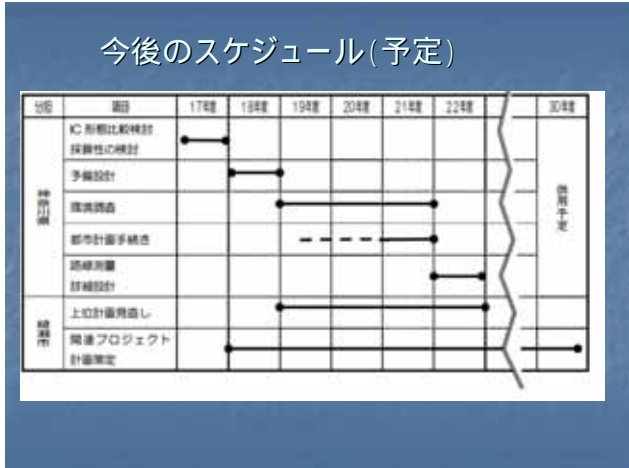 今後のスケジュール(予定)
分担 項目 17年度 18年度 19年度 20年度 21年度 22年度 30年度
神奈川県
IC 形態比較検討
採算性の検討
予備設計
環境調査
都市計画手続き
路線測量
詳細設計
供用予定
綾瀬市
上位計画見直し
関連プロジェクト
計画策定